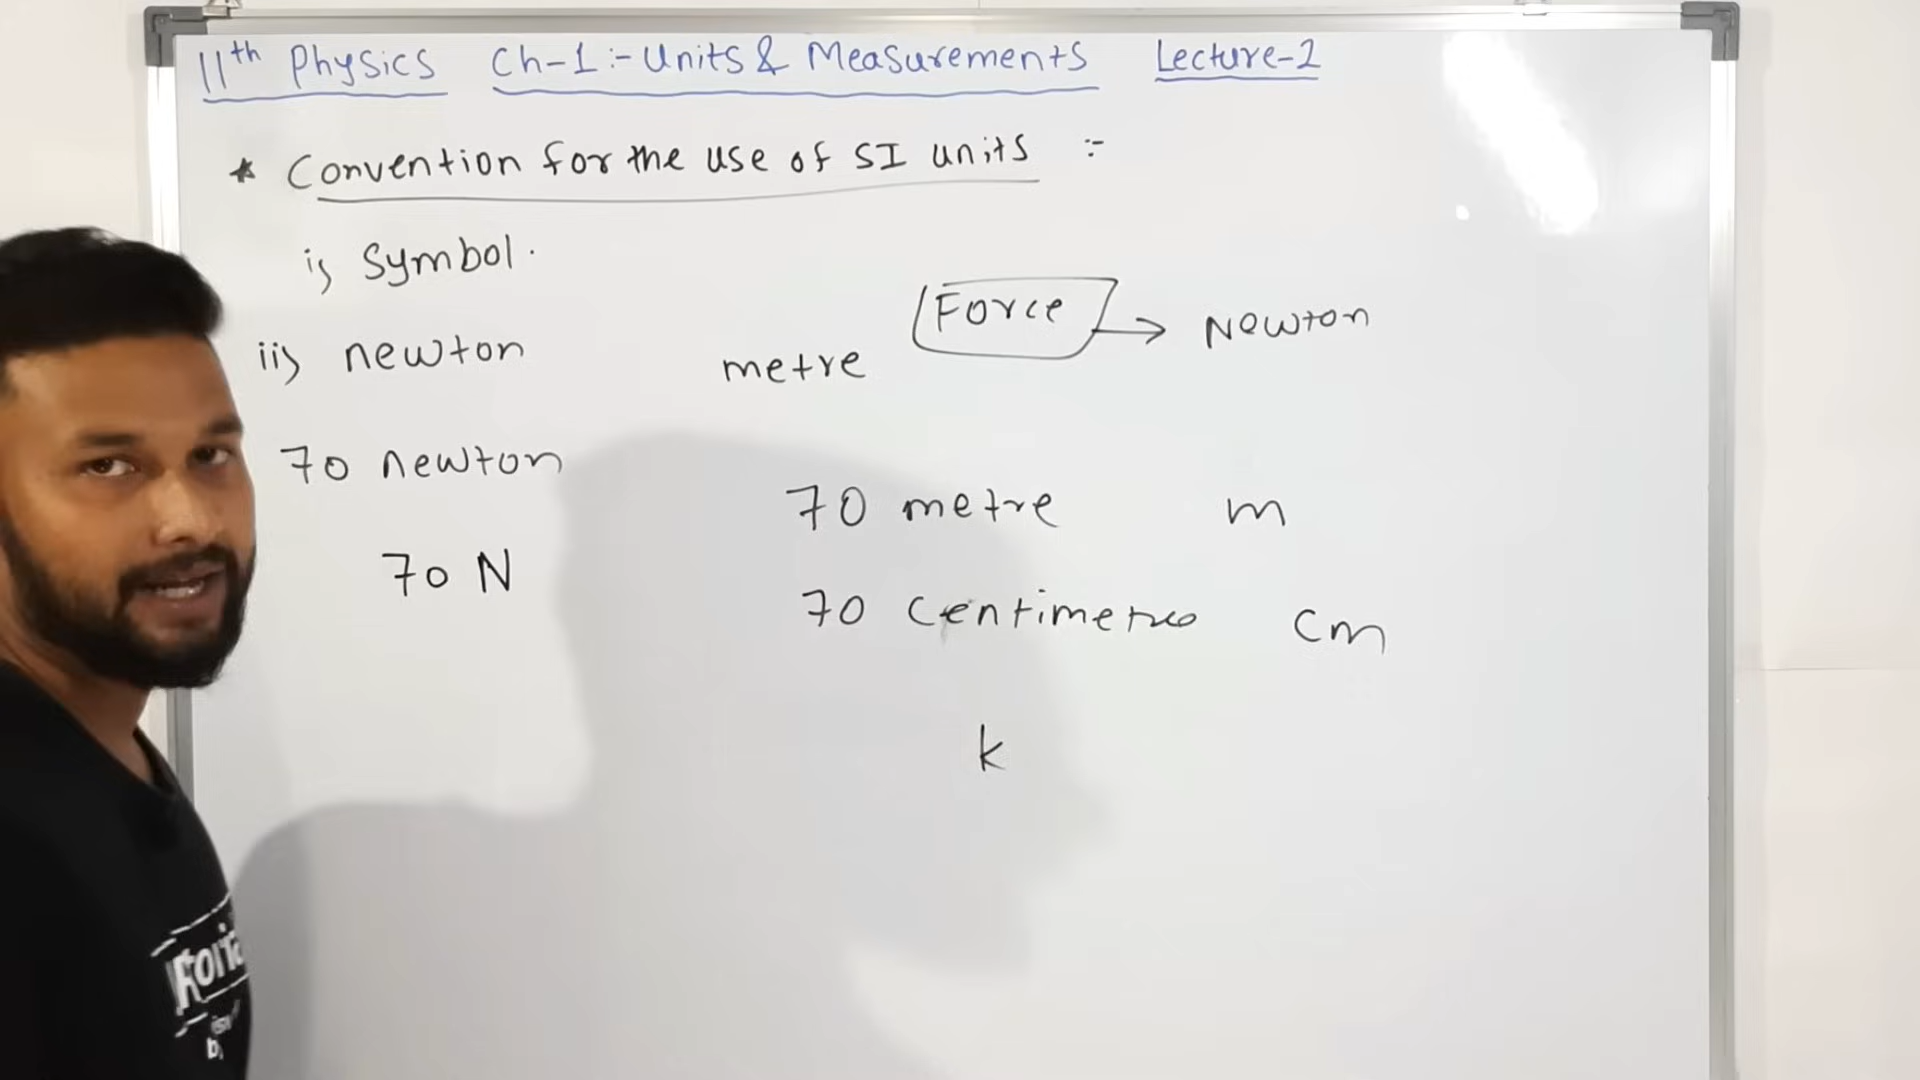 11th Physics Ch-1:- Units & Measurements Lecture-2
* Convention for the use of SI units :-
i) Symbol.
Force → Newton
ii) newton metre
70 newton
70 metre m
70 N
70 Centimetre cm
k